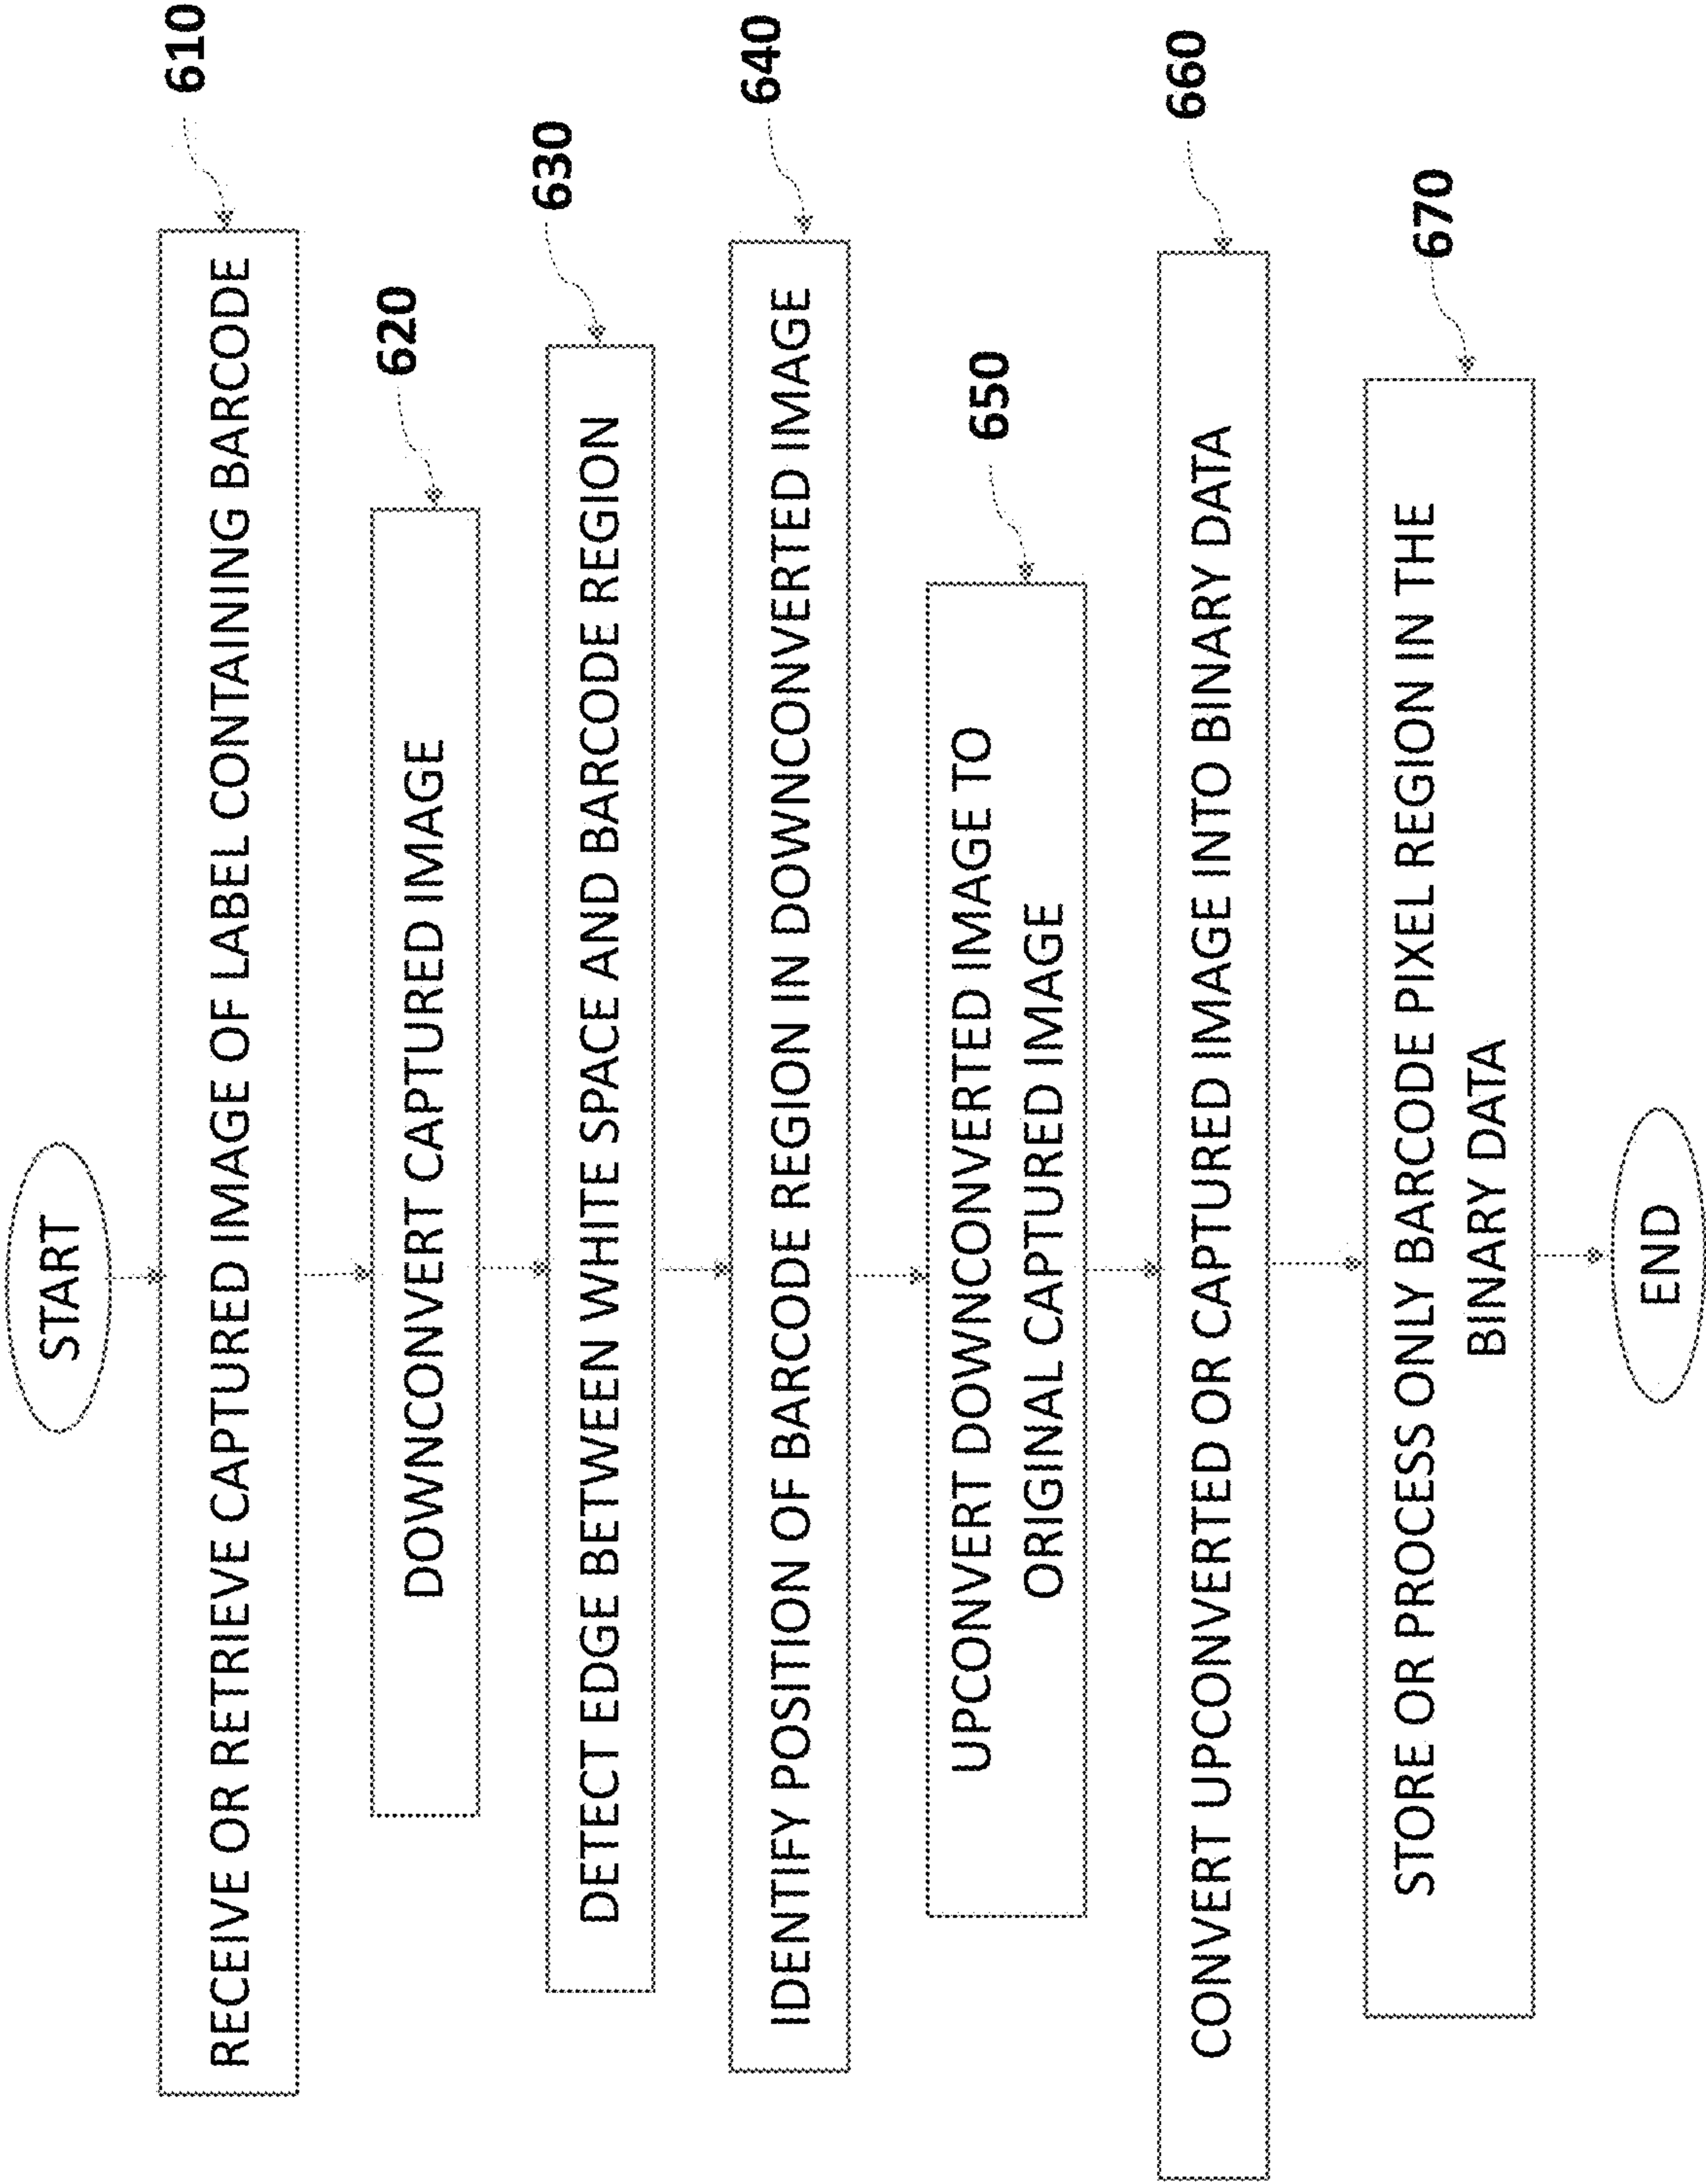 START
RECEIVE OR RETRIEVE CAPTURED IMAGE OF LABEL CONTAINING BARCODE
610
DOWNCONVERT CAPTURED IMAGE
620
DETECT EDGE BETWEEN WHITE SPACE AND BARCODE REGION
630
IDENTIFY POSITION OF BARCODE REGION IN DOWNCONVERTED IMAGE
640
UPCONVERT DOWNCONVERTED IMAGE TO
ORIGINAL CAPTURED IMAGE
650
CONVERT UPCONVERTED OR CAPTURED IMAGE INTO BINARY DATA
660
STORE OR PROCESS ONLY BARCODE PIXEL REGION IN THE
BINARY DATA
670
END